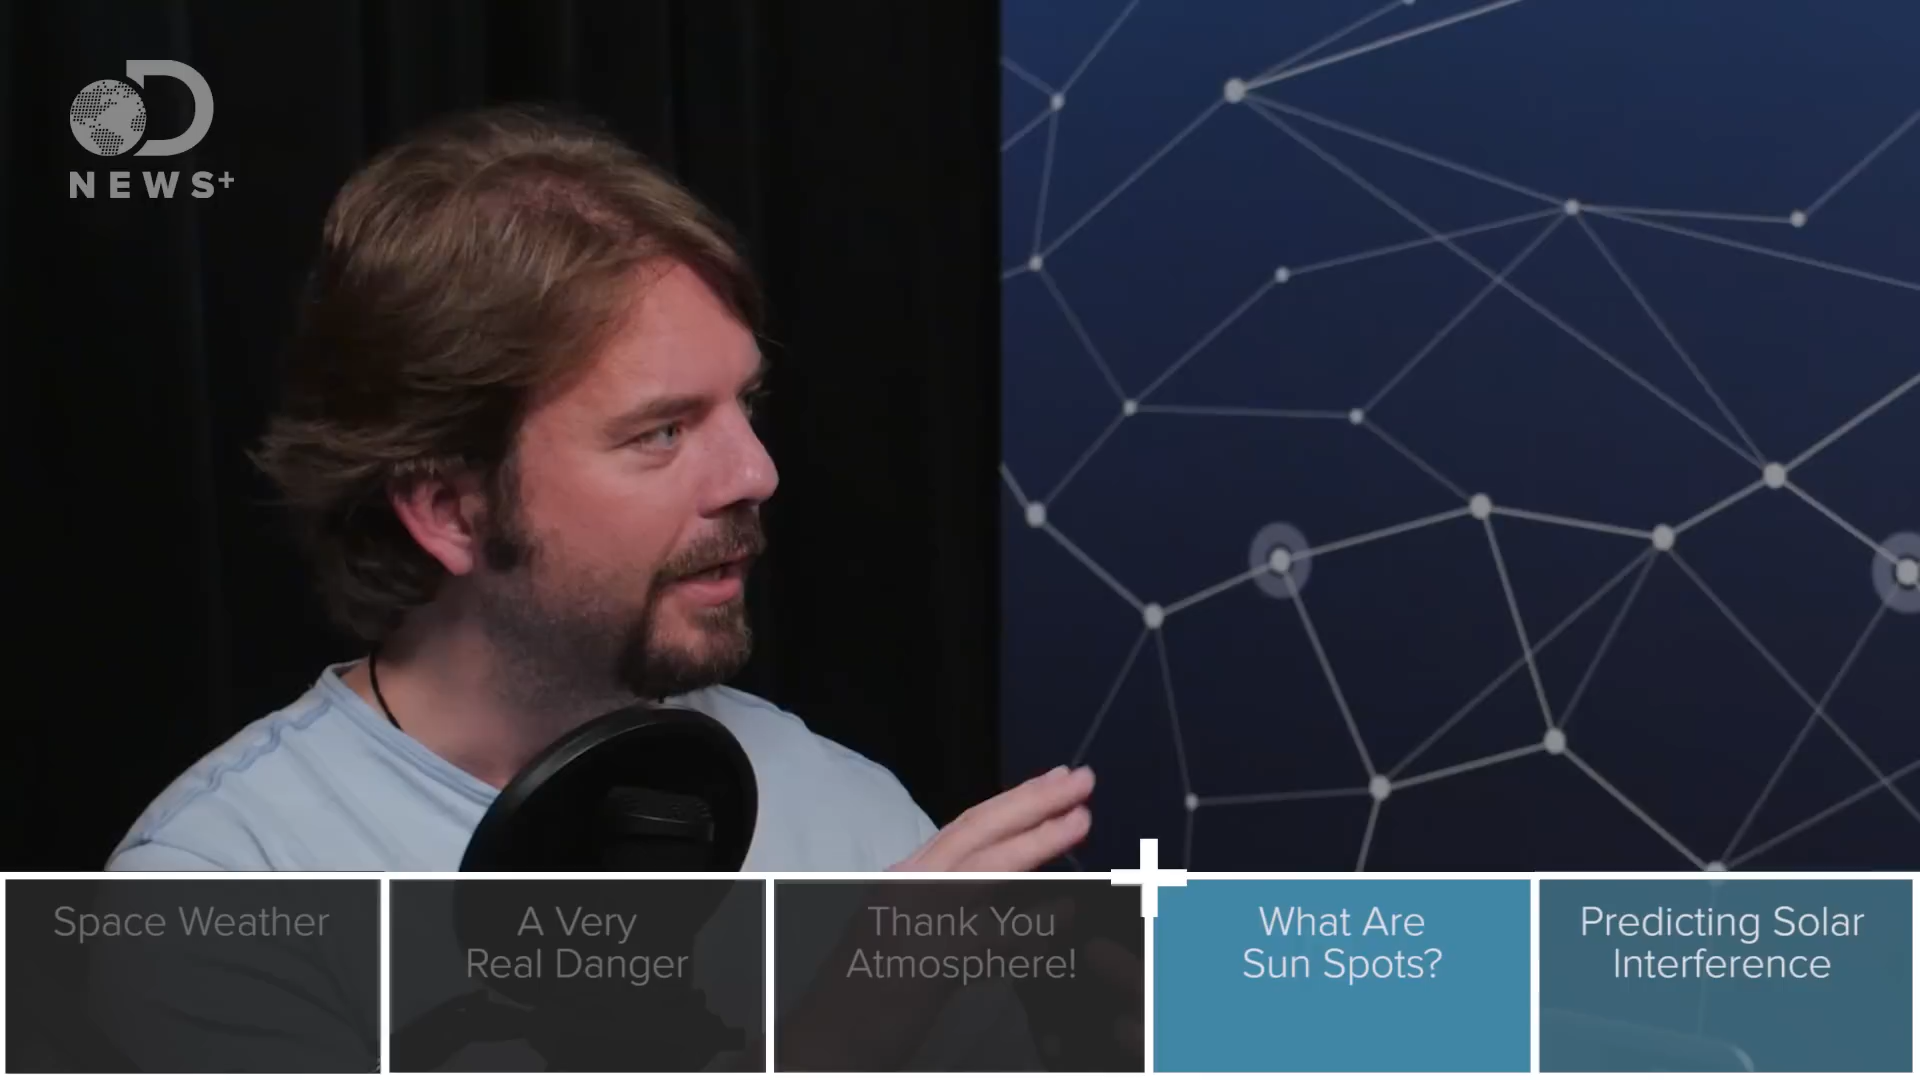 NEWS+
Space Weather
A Very
Real Danger
Thank You
Atmosphere!
What Are
Sun Spots?
Predicting Solar
Interference